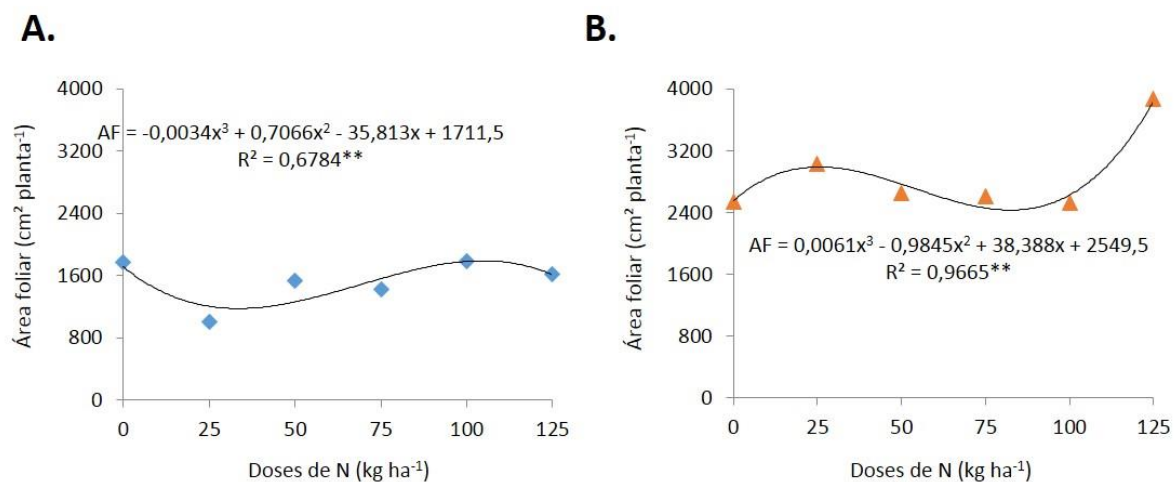 A.
Área foliar (cm² planta⁻¹)
4000
3200
2400
1600
800
0
AF = -0,0034x³ + 0,7066x² - 35,813x + 1711,5
R² = 0,6784**
0 25 50 75 100 125
Doses de N (kg ha⁻¹)
B.
Área foliar (cm² planta⁻¹)
4000
3200
2400
1600
800
0
AF = 0,0061x³ - 0,9845x² + 38,388x + 2549,5
R² = 0,9665**
0 25 50 75 100 125
Doses de N (kg ha⁻¹)